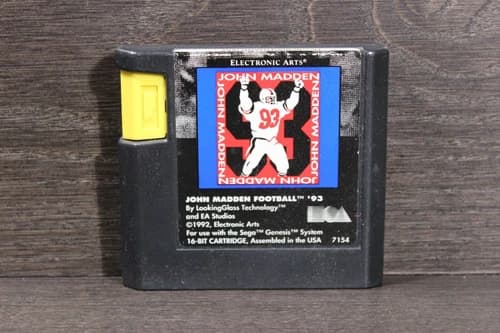 ELECTRONIC ARTS®
JOHN MADDEN
JOHN MADDEN
JOHN MADDEN
93
JOHN MADDEN
JOHN MADDEN FOOTBALL™ '93
By LookingGlass Technology™
and EA Studios
©1992, Electronic Arts
For use with the Sega™ Genesis™ System
16-BIT CARTRIDGE, Assembled in the USA 7154
EA